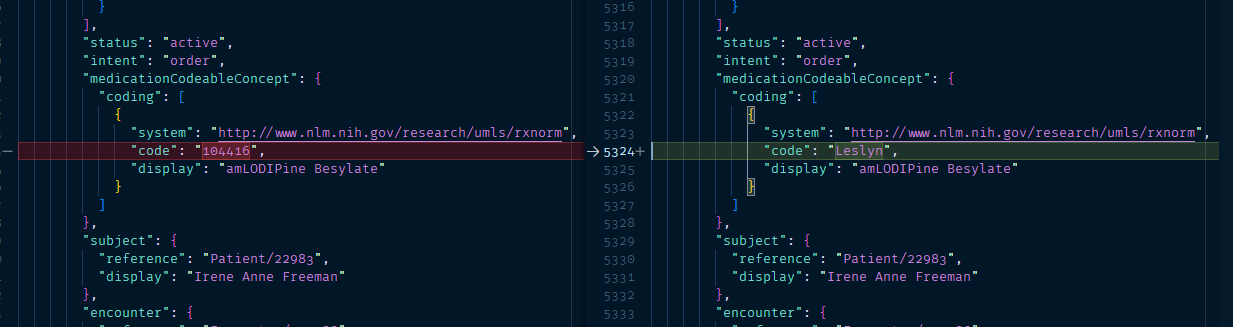 }
],
"status": "active",
"intent": "order",
"medicationCodeableConcept": {
"coding": [
{
"system": "http://www.nlm.nih.gov/research/umls/rxnorm",
"code": "104416",
"display": "amLODIPine Besylate"
}
]
},
"subject": {
"reference": "Patient/22983",
"display": "Irene Anne Freeman"
},
"encounter": {
5316 }
5317 ],
5318 "status": "active",
5319 "intent": "order",
5320 "medicationCodeableConcept": {
5321 "coding": [
5322 {
5323 "system": "http://www.nlm.nih.gov/research/umls/rxnorm",
5324+ "code": "Leslyn",
5325 "display": "amLODIPine Besylate"
5326 }
5327 ]
5328 },
5329 "subject": {
5330 "reference": "Patient/22983",
5331 "display": "Irene Anne Freeman"
5332 },
5333 "encounter": {